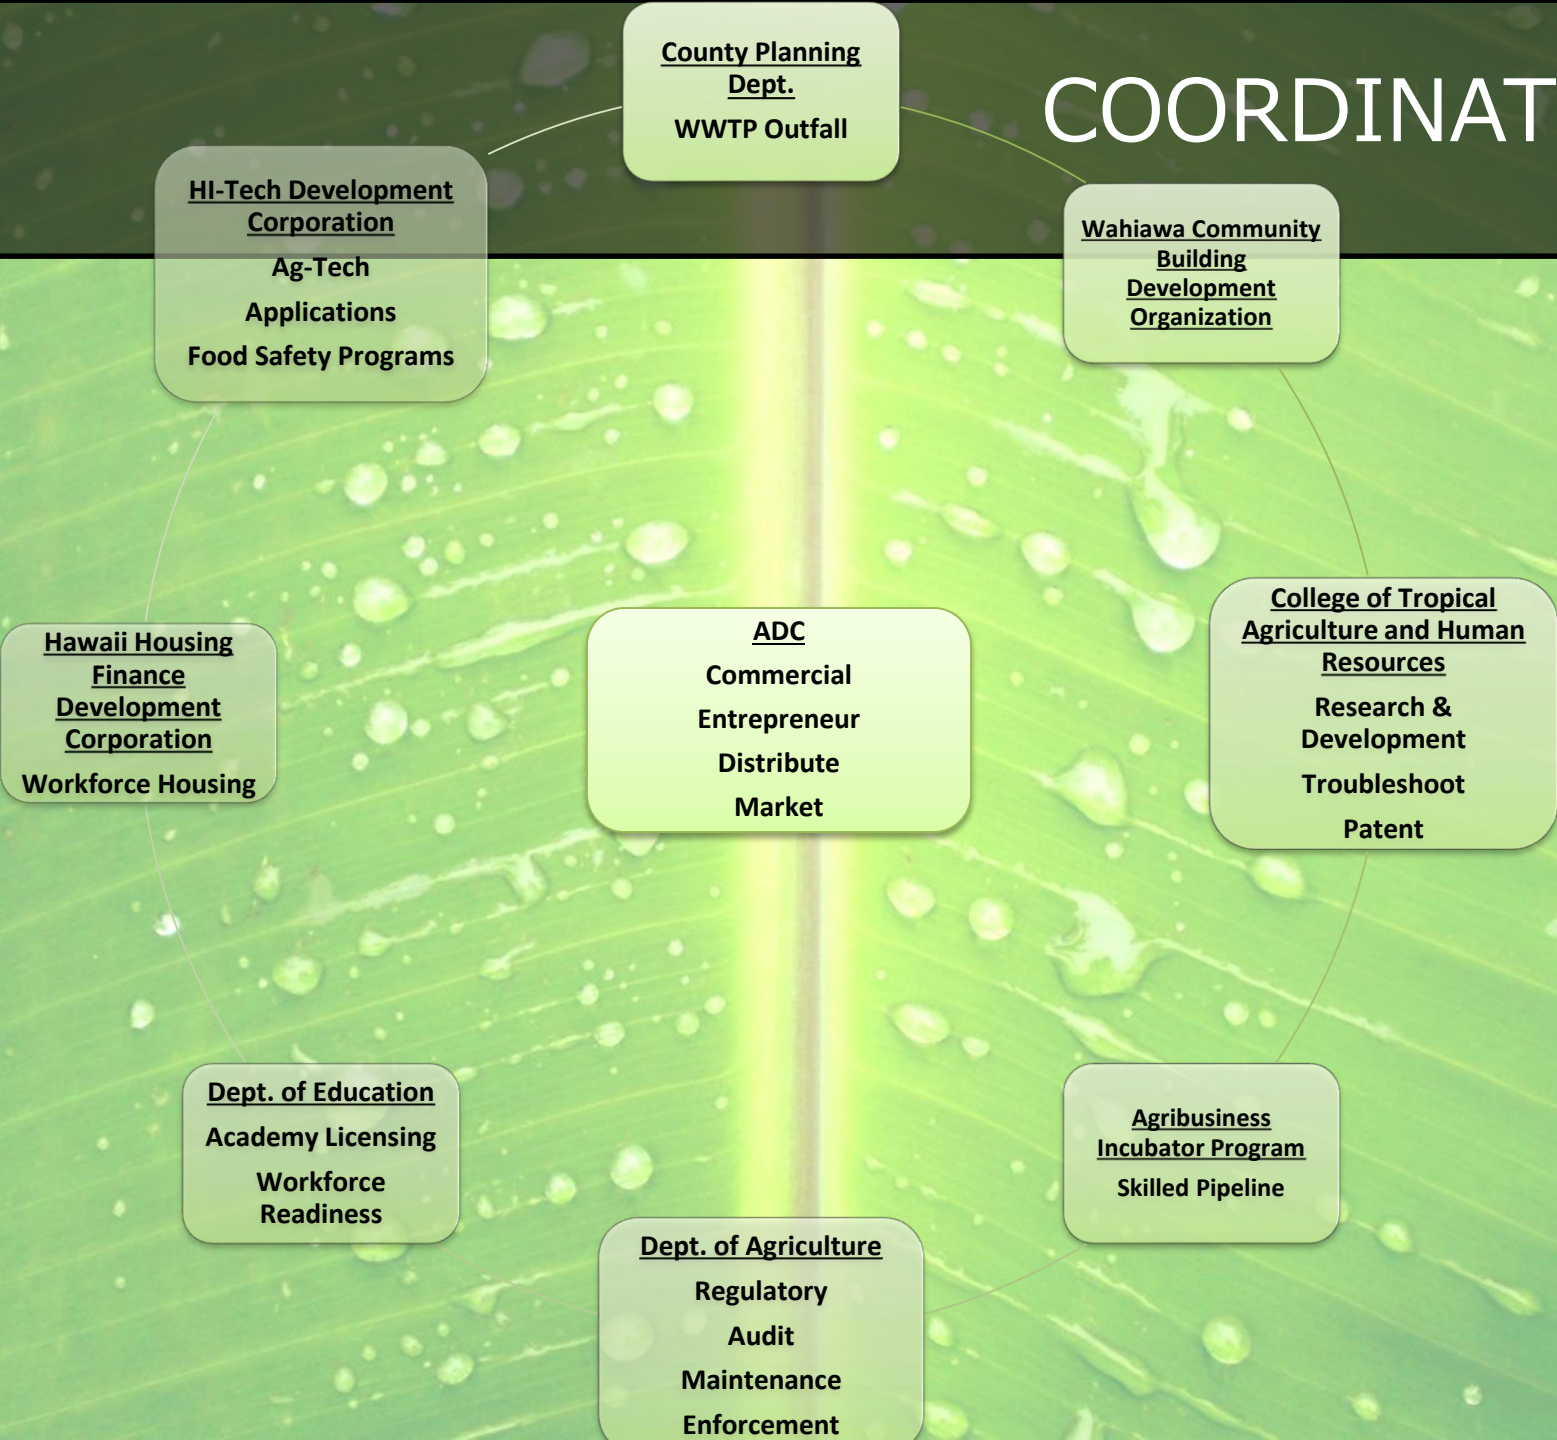 County Planning
Dept.
WWTP Outfall
COORDINAT
HI-Tech Development
Corporation
Ag-Tech
Applications
Food Safety Programs
Wahiawa Community
Building
Development
Organization
Hawaii Housing
Finance
Development
Corporation
Workforce Housing
ADC
Commercial
Entrepreneur
Distribute
Market
College of Tropical
Agriculture and Human
Resources
Research &
Development
Troubleshoot
Patent
Dept. of Education
Academy Licensing
Workforce
Readiness
Agribusiness
Incubator Program
Skilled Pipeline
Dept. of Agriculture
Regulatory
Audit
Maintenance
Enforcement